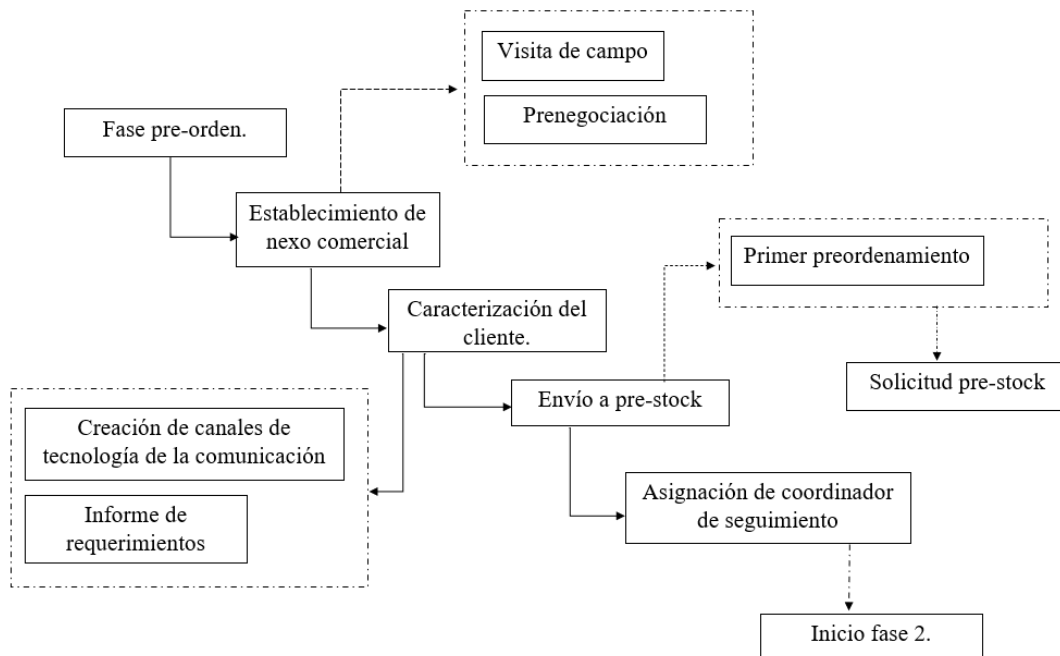 Visita de campo
Prenegociación
Fase pre-orden.
Establecimiento de
nexo comercial
Primer preordenamiento
Caracterización del
cliente.
Solicitud pre-stock
Envío a pre-stock
Creación de canales de
tecnología de la comunicación
Informe de
requerimientos
Asignación de coordinador
de seguimiento
Inicio fase 2.